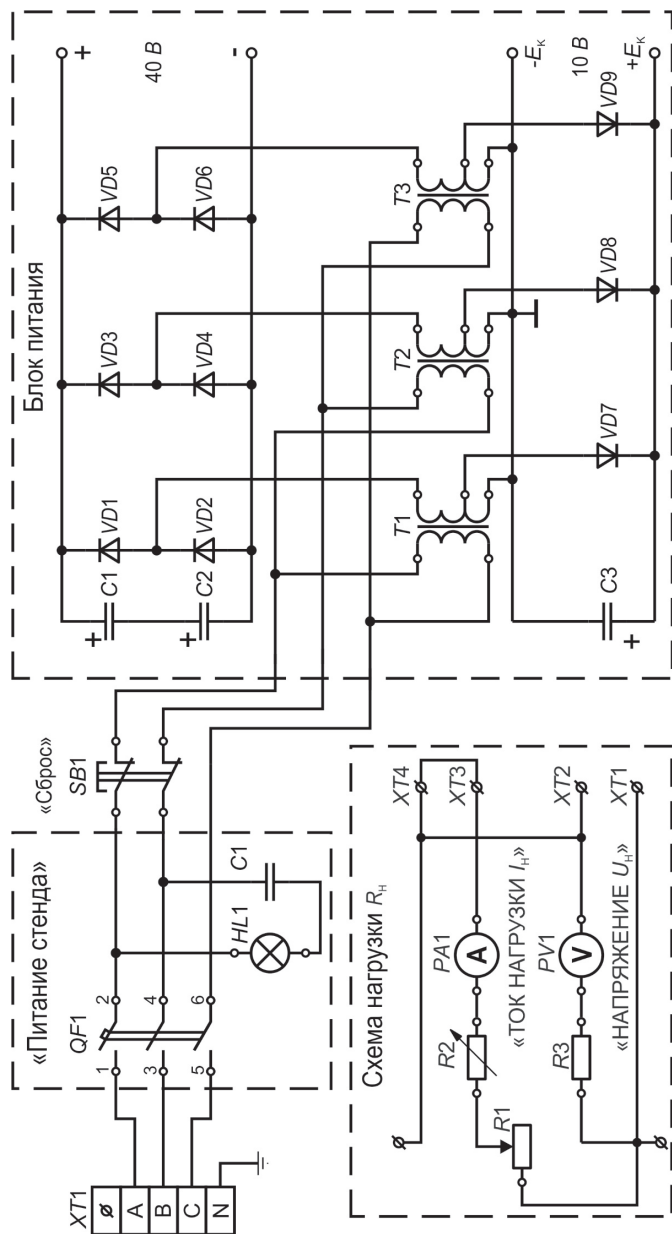 XT1
ø
A
B
C
N
«Питание стенда»
QF1
1
2
3
4
5
6
HL1
C1
«Сброс»
SB1
Блок питания
C1
+
C2
+
VD1
VD2
VD3
VD4
VD5
VD6
+
40 В
-
T1
T2
T3
-Eк
10 В
+Eк
C3
+
VD7
VD8
VD9
Схема нагрузки Rн
R1
R2
PA1
A
«ТОК НАГРУЗКИ Iн»
R3
PV1
V
«НАПРЯЖЕНИЕ Uн»
XT4
XT3
XT2
XT1